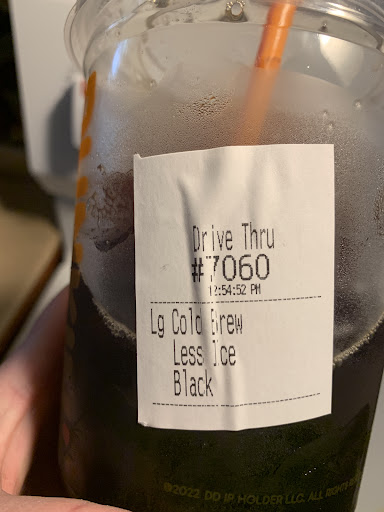 Drive Thru
#7060
12:54:52 PM
Lg Cold Brew
Less Ice
Black
©2022 DD IP HOLDER LLC. ALL RIGHTS